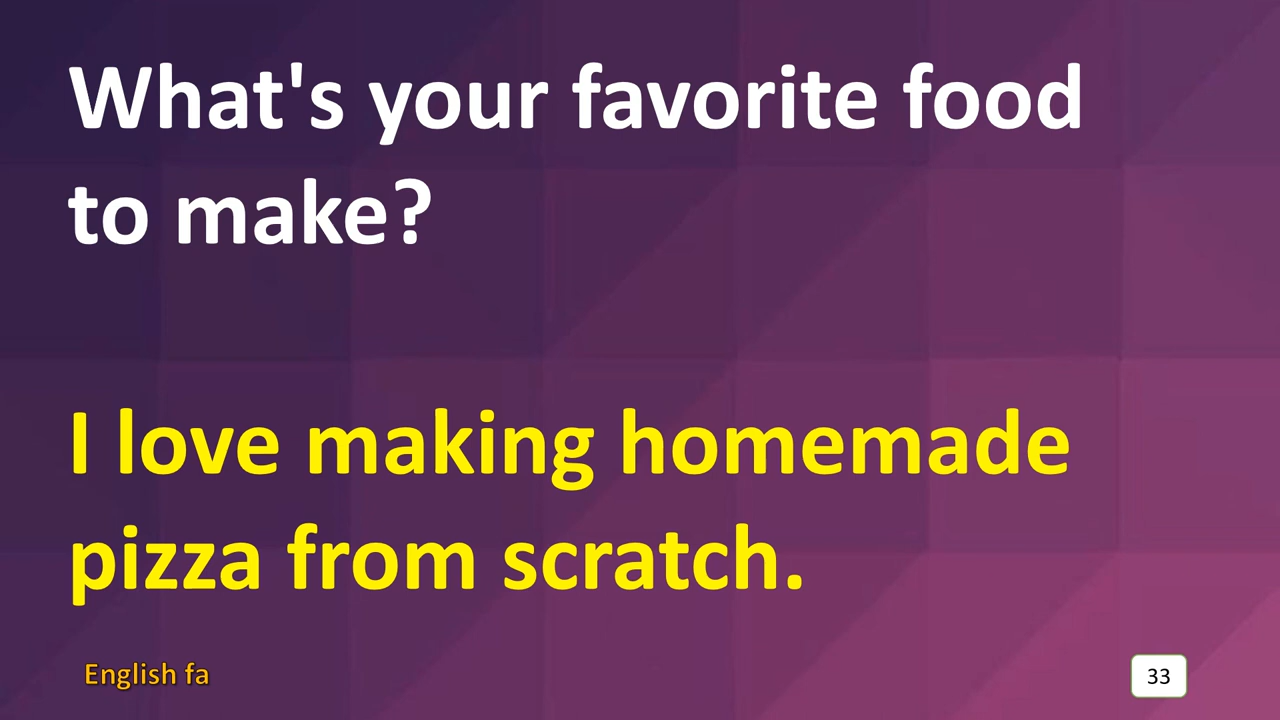 What's your favorite food
to make?
I love making homemade
pizza from scratch.
English fa
33